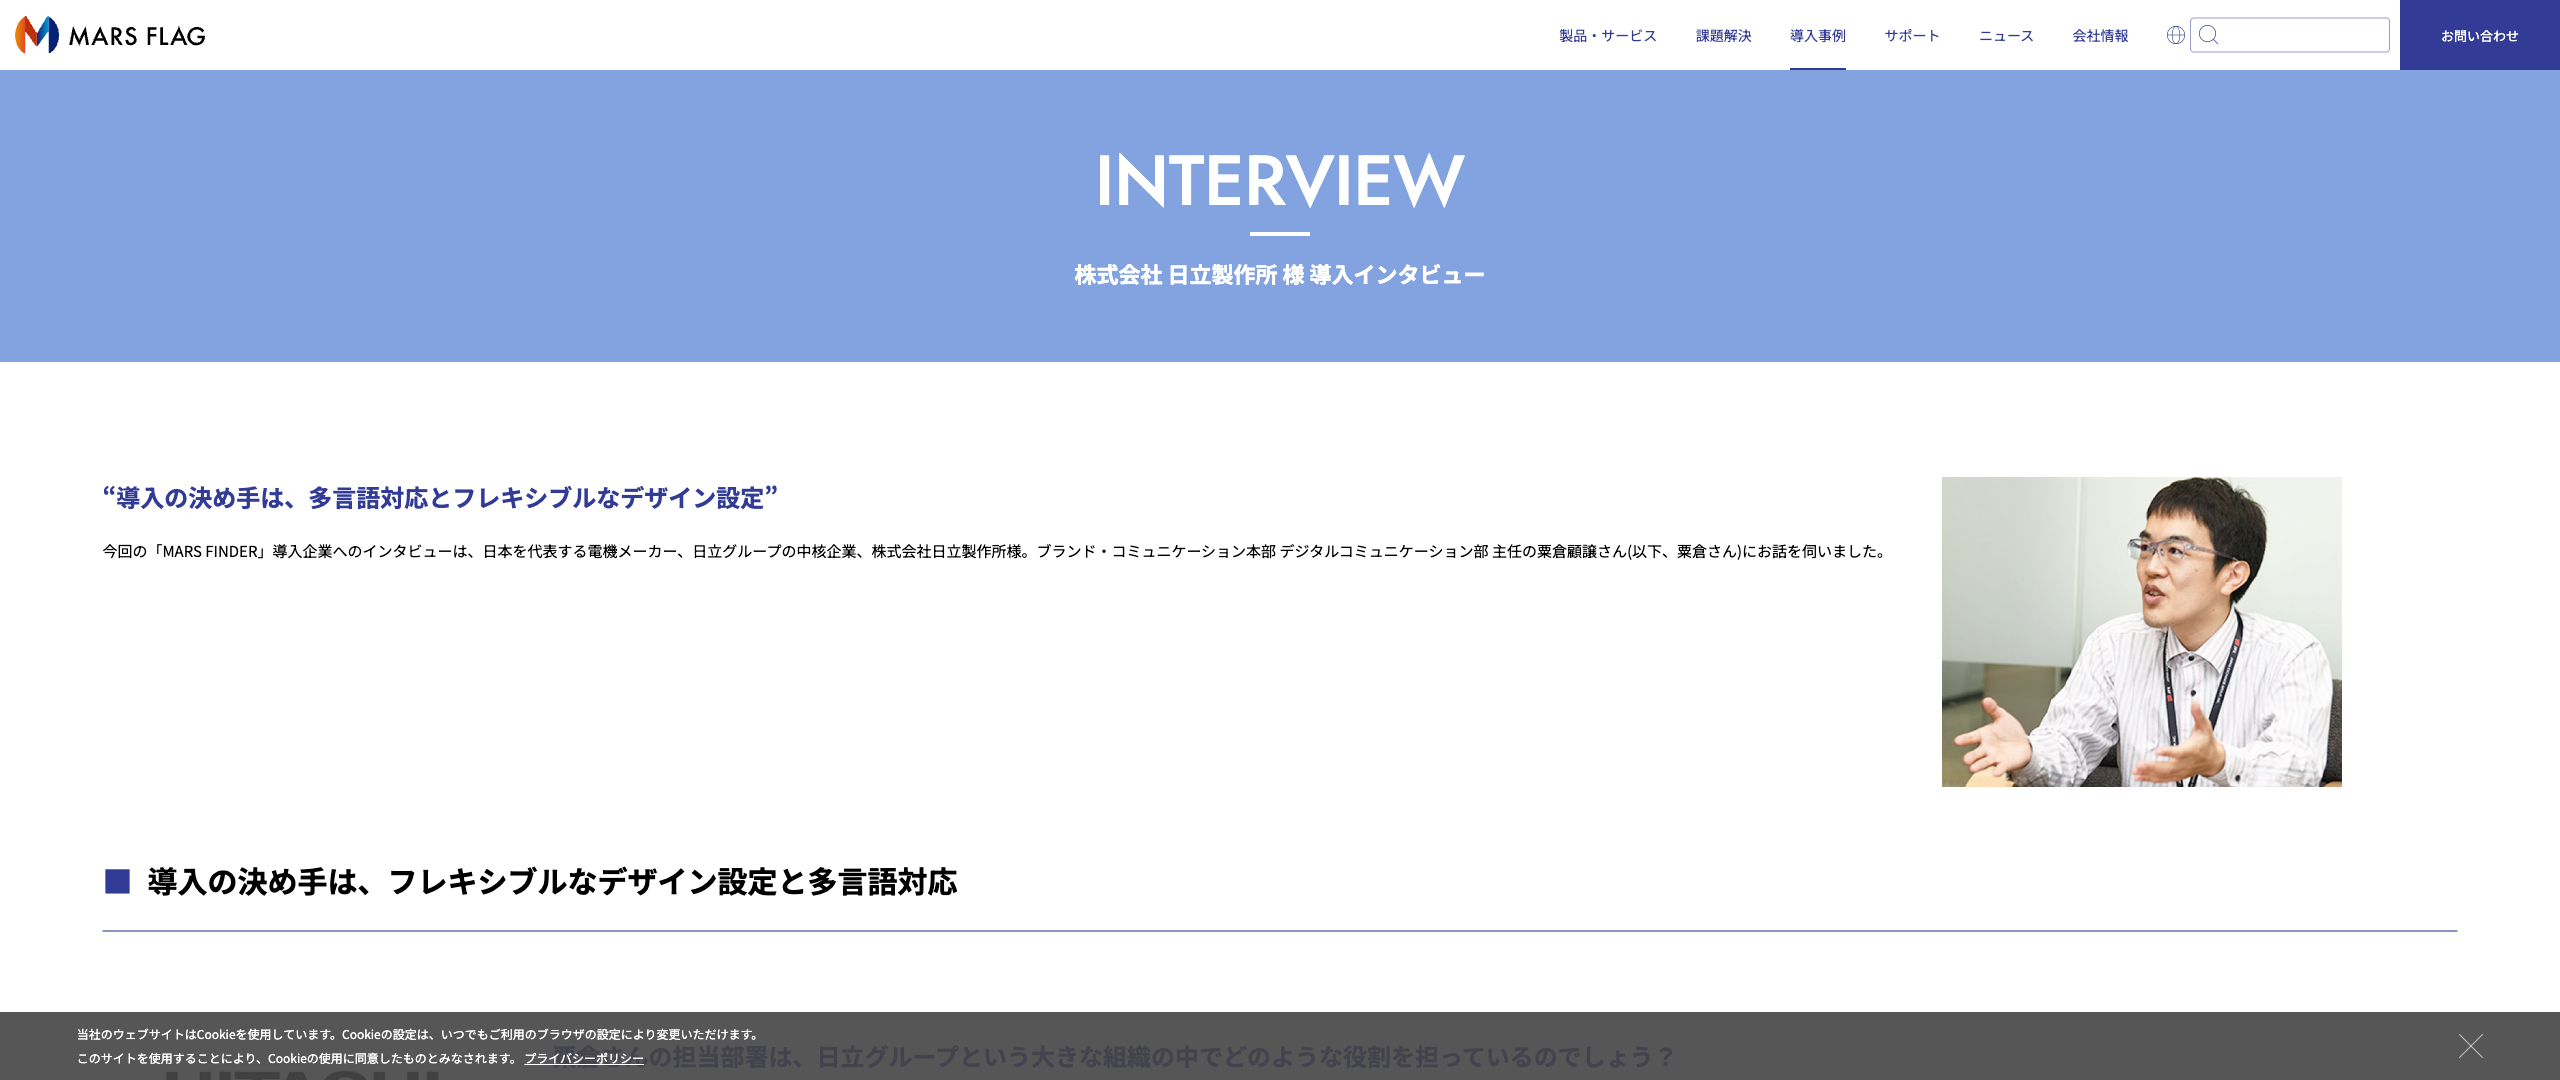 MARS FLAG
製品・サービス 課題解決 導入事例 サポート ニュース 会社情報 お問い合わせ
INTERVIEW
株式会社 日立製作所 様 導入インタビュー
“導入の決め手は、多言語対応とフレキシブルなデザイン設定”
今回の「MARS FINDER」導入企業へのインタビューは、日本を代表する電機メーカー、日立グループの中核企業、株式会社日立製作所様。ブランド・コミュニケーション本部 デジタルコミュニケーション部 主任の粟倉顧譲さん(以下、粟倉さん)にお話を伺いました。
■ 導入の決め手は、フレキシブルなデザイン設定と多言語対応
当社のウェブサイトはCookieを使用しています。Cookieの設定は、いつでもご利用のブラウザの設定により変更いただけます。
このサイトを使用することにより、Cookieの使用に同意したものとみなされます。 プライバシーポリシー
の担当部署は、日立グループという大きな組織の中でどのような役割を担っているのでしょう？
HITACHI